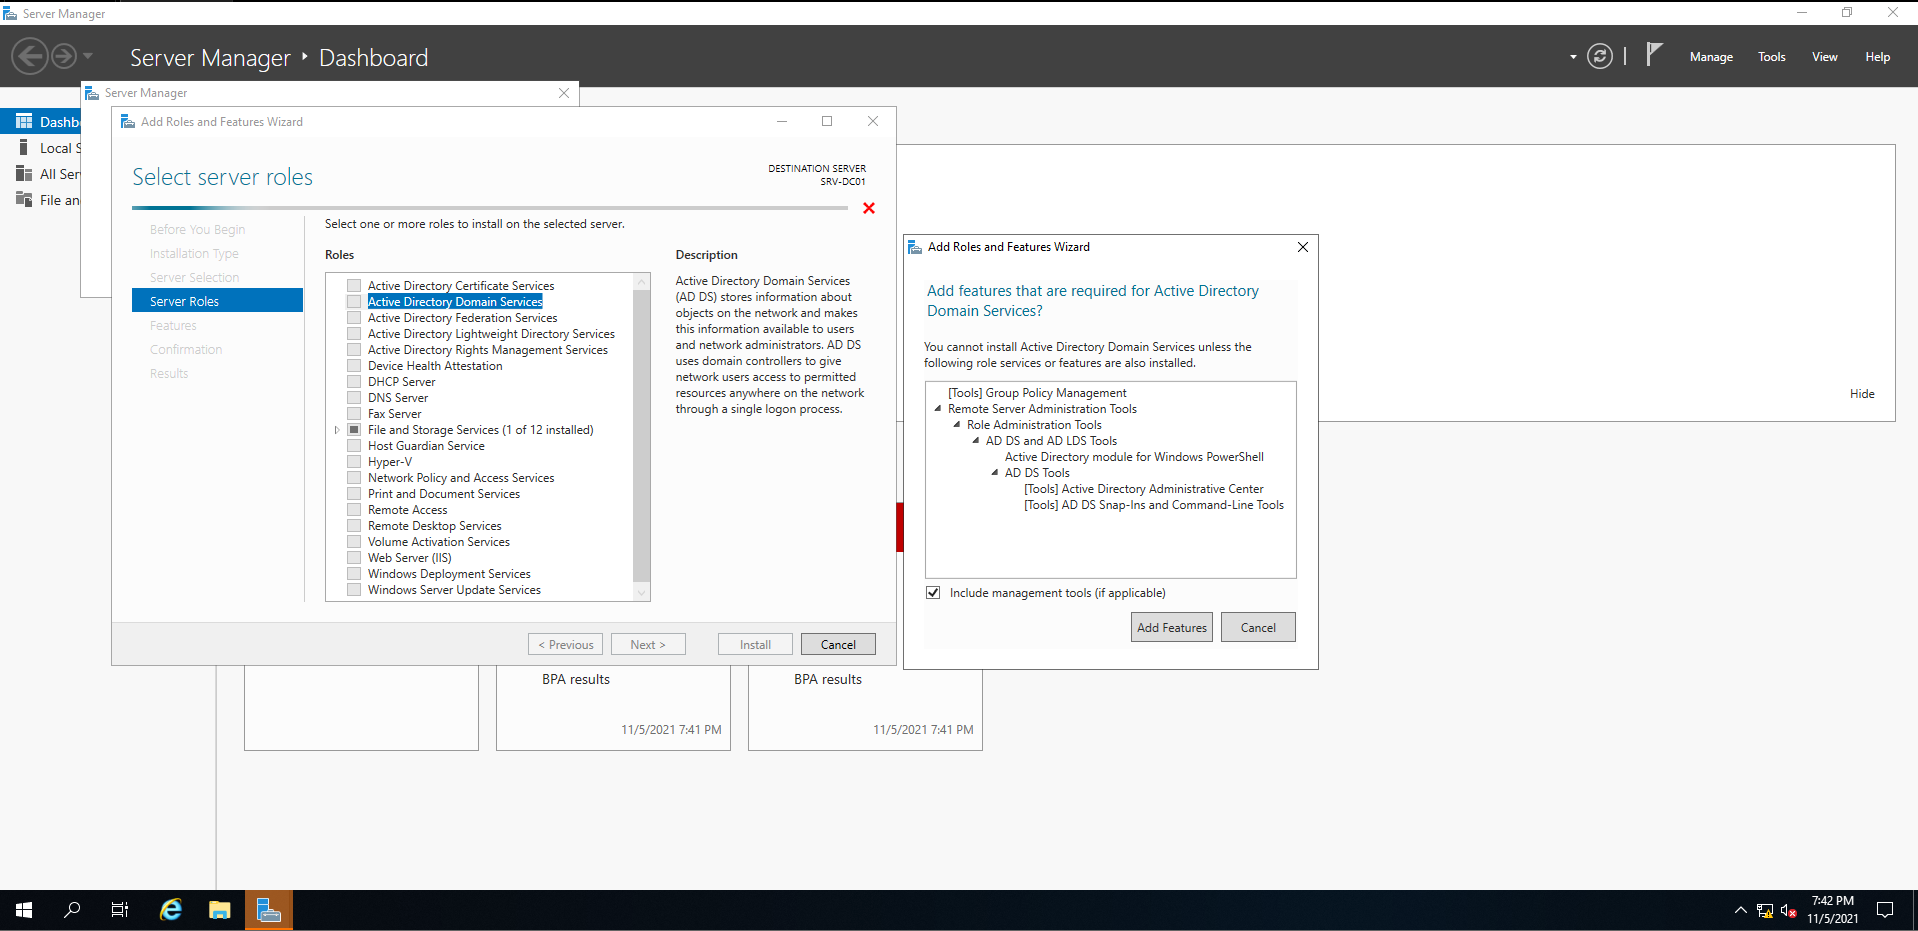 Server Manager
Server Manager ‣ Dashboard
Manage
Tools
View
Help
Server Manager
Dashb
Local S
All Ser
File an
Add Roles and Features Wizard
Select server roles
DESTINATION SERVER
SRV-DC01
Before You Begin
Installation Type
Server Selection
Server Roles
Features
Confirmation
Results
Select one or more roles to install on the selected server.
Roles
Active Directory Certificate Services
Active Directory Domain Services
Active Directory Federation Services
Active Directory Lightweight Directory Services
Active Directory Rights Management Services
Device Health Attestation
DHCP Server
DNS Server
Fax Server
File and Storage Services (1 of 12 installed)
Host Guardian Service
Hyper-V
Network Policy and Access Services
Print and Document Services
Remote Access
Remote Desktop Services
Volume Activation Services
Web Server (IIS)
Windows Deployment Services
Windows Server Update Services
Description
Active Directory Domain Services
(AD DS) stores information about
objects on the network and makes
this information available to users
and network administrators. AD DS
uses domain controllers to give
network users access to permitted
resources anywhere on the network
through a single logon process.
< Previous
Next >
Install
Cancel
Add Roles and Features Wizard
Add features that are required for Active Directory
Domain Services?
You cannot install Active Directory Domain Services unless the
following role services or features are also installed.
[Tools] Group Policy Management
Remote Server Administration Tools
Role Administration Tools
AD DS and AD LDS Tools
Active Directory module for Windows PowerShell
AD DS Tools
[Tools] Active Directory Administrative Center
[Tools] AD DS Snap-Ins and Command-Line Tools
Include management tools (if applicable)
Add Features
Cancel
Hide
BPA results
11/5/2021 7:41 PM
BPA results
11/5/2021 7:41 PM
7:42 PM
11/5/2021